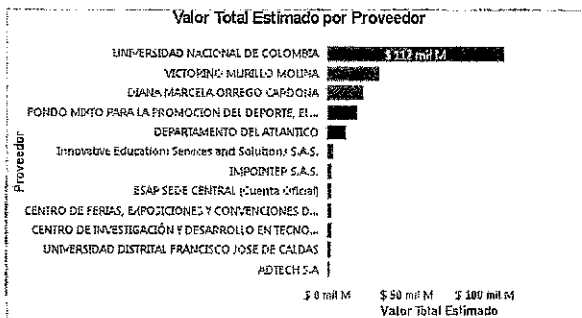 Valor Total Estimado por Proveedor
UNIVERSIDAD NACIONAL DE COLOMBIA
VICTORINO MURILLO MOLINA
DIANA MARCELA ORREGO CARDONA
FONDO MIXTO PARA LA PROMOCION DEL DEPORTE, EL...
DEPARTAMENTO DEL ATLANTICO
Innovative Education Services and Solutions S.A.S.
IMPOINTEP S.A.S.
ESAP SEDE CENTRAL (Cuenta Oficial)
CENTRO DE FERIAS, EXPOSICIONES Y CONVENCIONES D...
CENTRO DE INVESTIGACIÓN Y DESARROLLO EN TECNO...
UNIVERSIDAD DISTRITAL FRANCISCO JOSE DE CALDAS
ADTECH S.A
Proveedor
mil M
$ 0 mil M $ 50 mil M $ 100 mil M
Valor Total Estimado